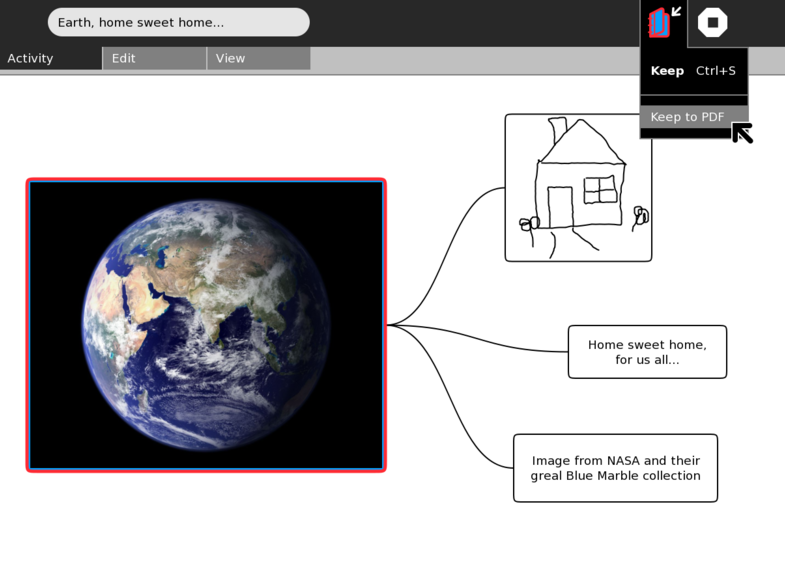 Earth, home sweet home...
Activity
Edit
View
Keep Ctrl+S
Keep to PDF
Home sweet home,
for us all...
Image from NASA and their
greal Blue Marble collection